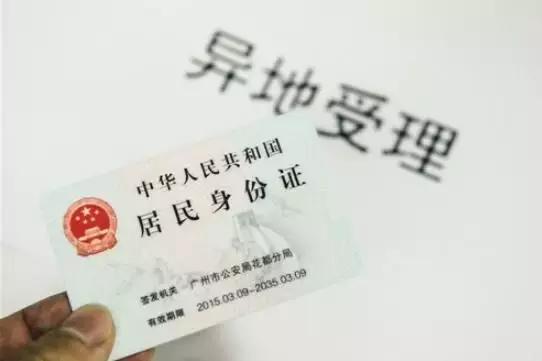 异地受理
中华人民共和国
居民身份证
签发机关 广州市公安局花都分局
有效期限 2015.03.09-2035.03.09